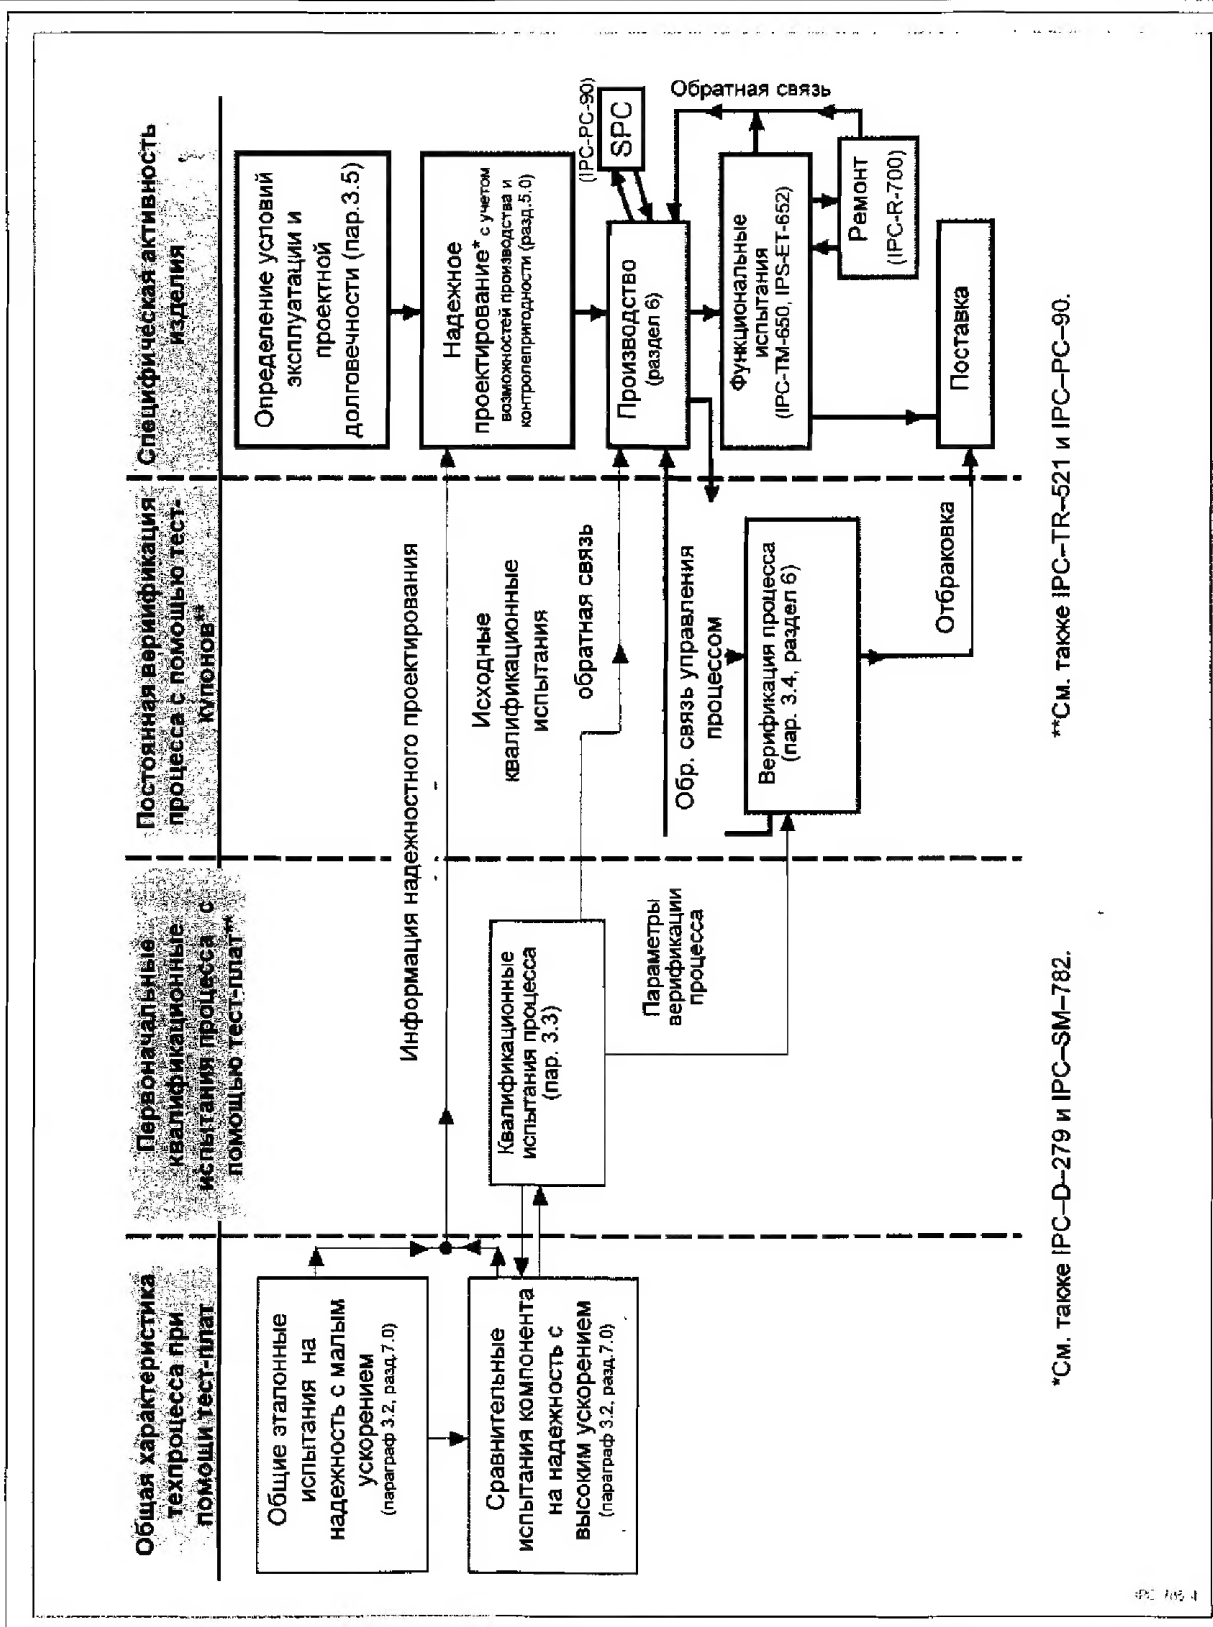 Общая характеристика
техпроцесса при
помощи тест-плат
Первоначальные
квалификационные
испытания процесса с
помощью тест-плат**
Постоянная верификация
процесса с помощью тест-
купонов**
Специфическая активность
изделия
Общие эталонные
испытания на
надежность с малым
ускорением
(параграф 3.2, разд.7.0)
Сравнительные
испытания компонента
на надежность с
высоким ускорением
(параграф 3.2, разд.7.0)
Информация надежностного проектирования
Квалификационные
испытания процесса
(пар. 3.3)
Параметры
верификации
процесса
Исходные
квалификационные
испытания
обратная связь
Обр. связь управления
процессом
Верификация процесса
(пар. 3.4, раздел 6)
Отбраковка
Определение условий
эксплуатации и
проектной
долговечности (пар.3.5)
Надежное
проектирование* с учетом
возможностей производства и
контролепригодности (разд.5.0)
(IPC-PC-90)
SPC
Производство
(раздел 6)
Обратная связь
Функциональные
испытания
(IPC-TM-650, IPS-ET-652)
Ремонт
(IPC-R-700)
Поставка
*См. также IPC–D–279 и IPC–SM–782.
**См. также IPC–TR–521 и IPC–PC–90.